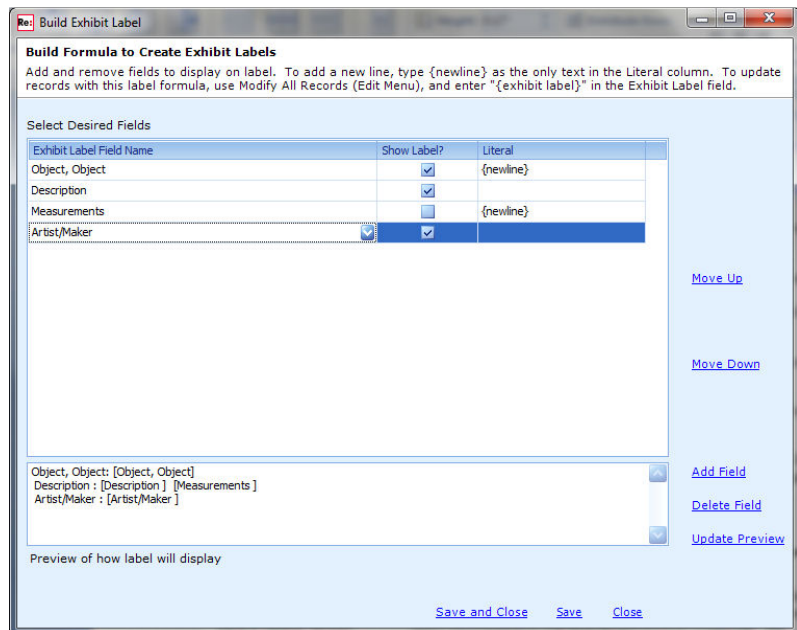 Re: Build Exhibit Label
Build Formula to Create Exhibit Labels
Add and remove fields to display on label. To add a new line, type {newline} as the only text in the Literal column. To update
records with this label formula, use Modify All Records (Edit Menu), and enter "{exhibit label}" in the Exhibit Label field.
Select Desired Fields
Exhibit Label Field Name Show Label? Literal
Object, Object {newline}
Description
Measurements {newline}
Artist/Maker
Move Up
Move Down
Object, Object: [Object, Object]
Description : [Description ] [Measurements ]
Artist/Maker : [Artist/Maker ]
Add Field
Delete Field
Update Preview
Preview of how label will display
Save and Close Save Close